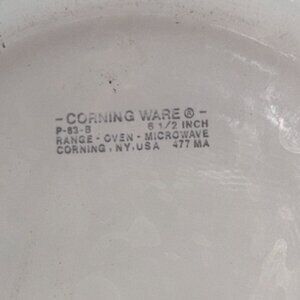 - CORNING WARE ® -
P-83-B 6 1/2 INCH
RANGE - OVEN - MICROWAVE
CORNING, NY, USA 477 MA